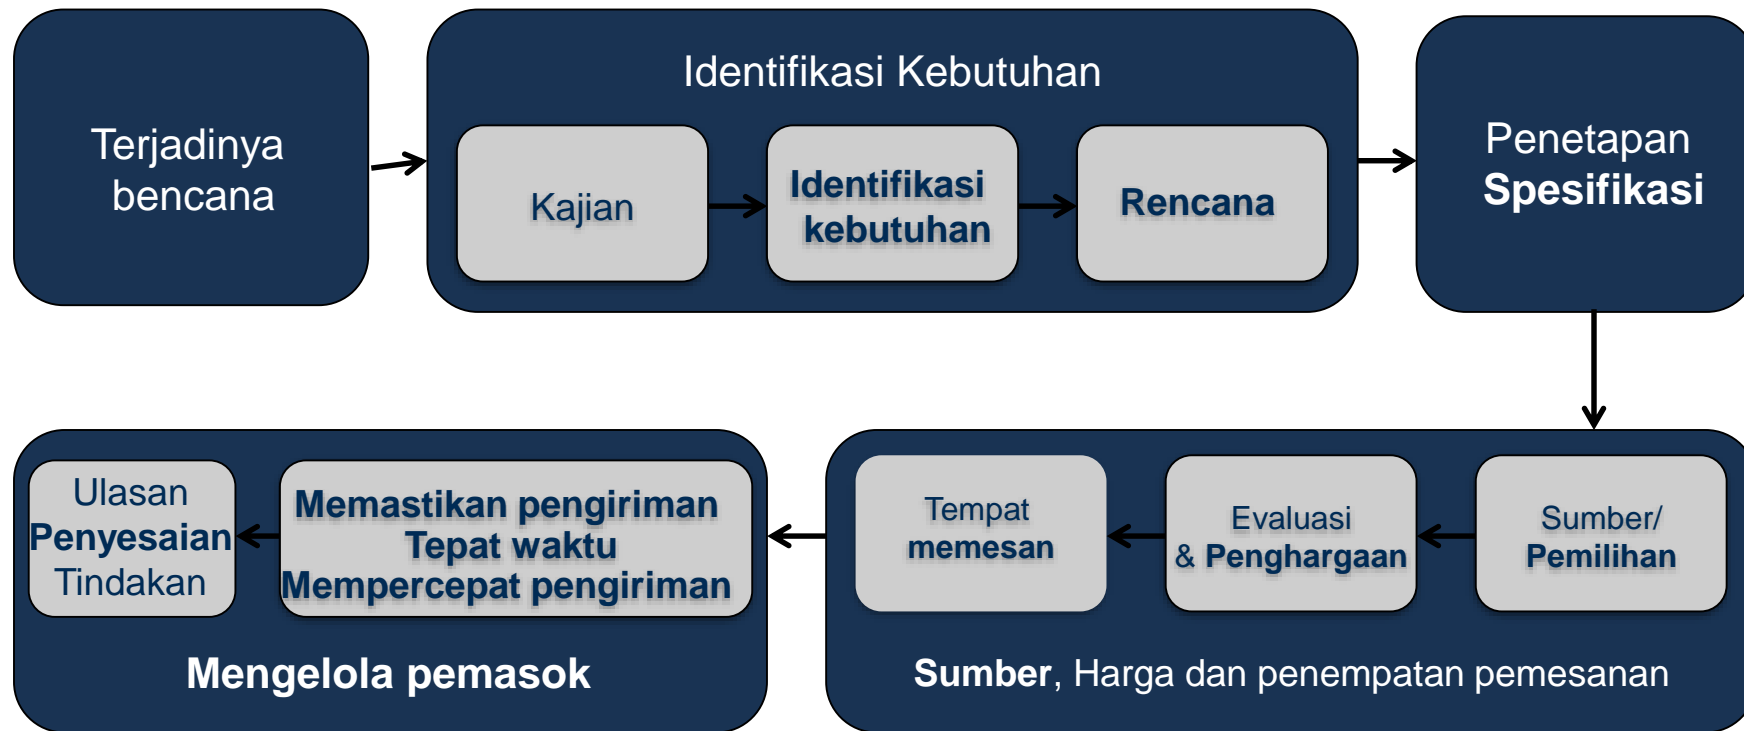 Terjadinya
bencana
Identifikasi Kebutuhan
Kajian
Identifikasi
kebutuhan
Rencana
Penetapan
Spesifikasi
Sumber/
Pemilihan
Evaluasi
& Penghargaan
Tempat
memesan
Sumber, Harga dan penempatan pemesanan
Memastikan pengiriman
Tepat waktu
Mempercepat pengiriman
Ulasan
Penyesaian
Tindakan
Mengelola pemasok